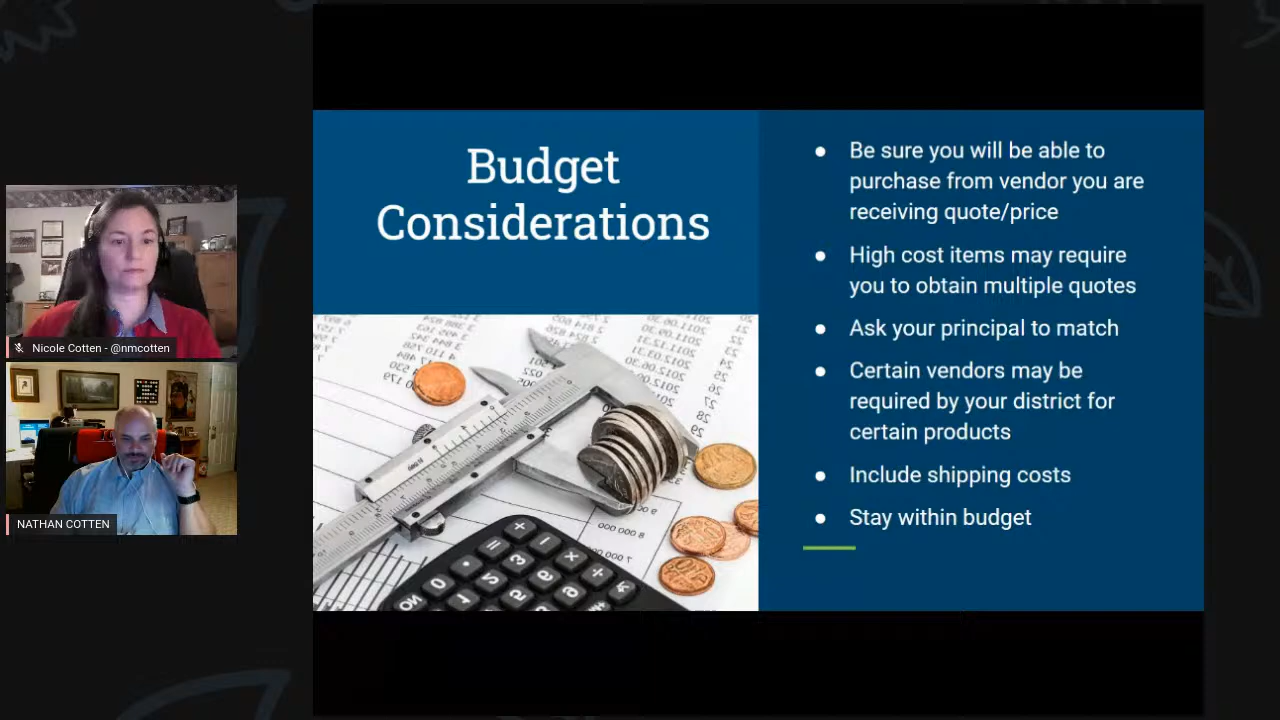 Budget
Considerations
● Be sure you will be able to
purchase from vendor you are
receiving quote/price
● High cost items may require
you to obtain multiple quotes
● Ask your principal to match
● Certain vendors may be
required by your district for
certain products
● Include shipping costs
● Stay within budget
Nicole Cotten - @nmcotten
NATHAN COTTEN